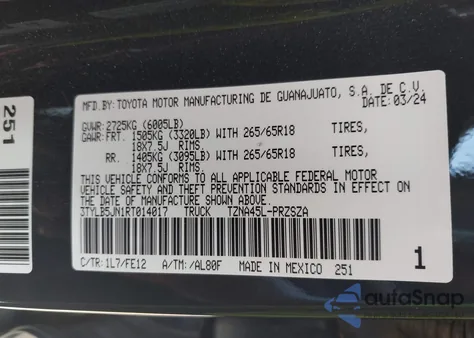 251
MFD.BY: TOYOTA MOTOR MANUFACTURING DE GUANAJUATO, S.A. DE C.V.
DATE: 03/24
GVWR: 2725KG (6005LB)
GAWR: FRT. 1505KG (3320LB) WITH 265/65R18 TIRES,
18X7.5J RIMS.
RR. 1405KG (3095LB) WITH 265/65R18 TIRES,
18X7.5J RIMS.
THIS VEHICLE CONFORMS TO ALL APPLICABLE FEDERAL MOTOR
VEHICLE SAFETY AND THEFT PREVENTION STANDARDS IN EFFECT ON
THE DATE OF MANUFACTURE SHOWN ABOVE.
3TYLB5JN1RT014017 TRUCK TZNA45L-PRZSZA
C/TR: 1L7/FE12 A/TM: /AL80F MADE IN MEXICO 251
1
autoSnap